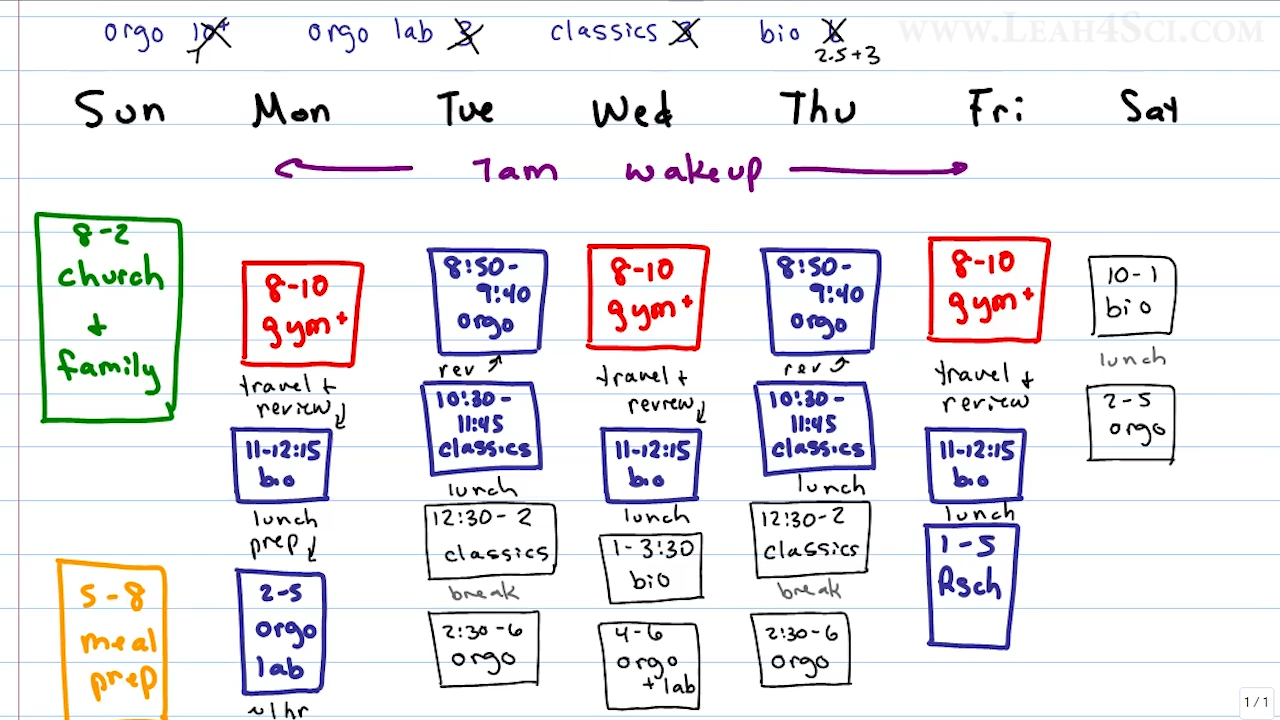 www.Leah4Sci.com
orgo 10+ orgo lab 3 classics 3 bio 6
7 2.5+3
Sun Mon Tue Wed Thu Fri Sat
7am wakeup
8-2
church
+
family
5-8
meal
prep
8-10
gym+
travel +
review
11-12:15
bio
lunch
prep
2-5
orgo
lab
~1hr
8:50-
9:40
orgo
rev
10:30-
11:45
classics
lunch
12:30-2
classics
break
2:30-6
orgo
8-10
gym+
travel +
review
11-12:15
bio
lunch
1-3:30
bio
4-6
orgo
+ lab
8:50-
9:40
orgo
rev
10:30-
11:45
classics
lunch
12:30-2
classics
break
2:30-6
orgo
8-10
gym+
travel +
review
11-12:15
bio
lunch
1-5
Rsch
10-1
bio
lunch
2-5
orgo
1/1